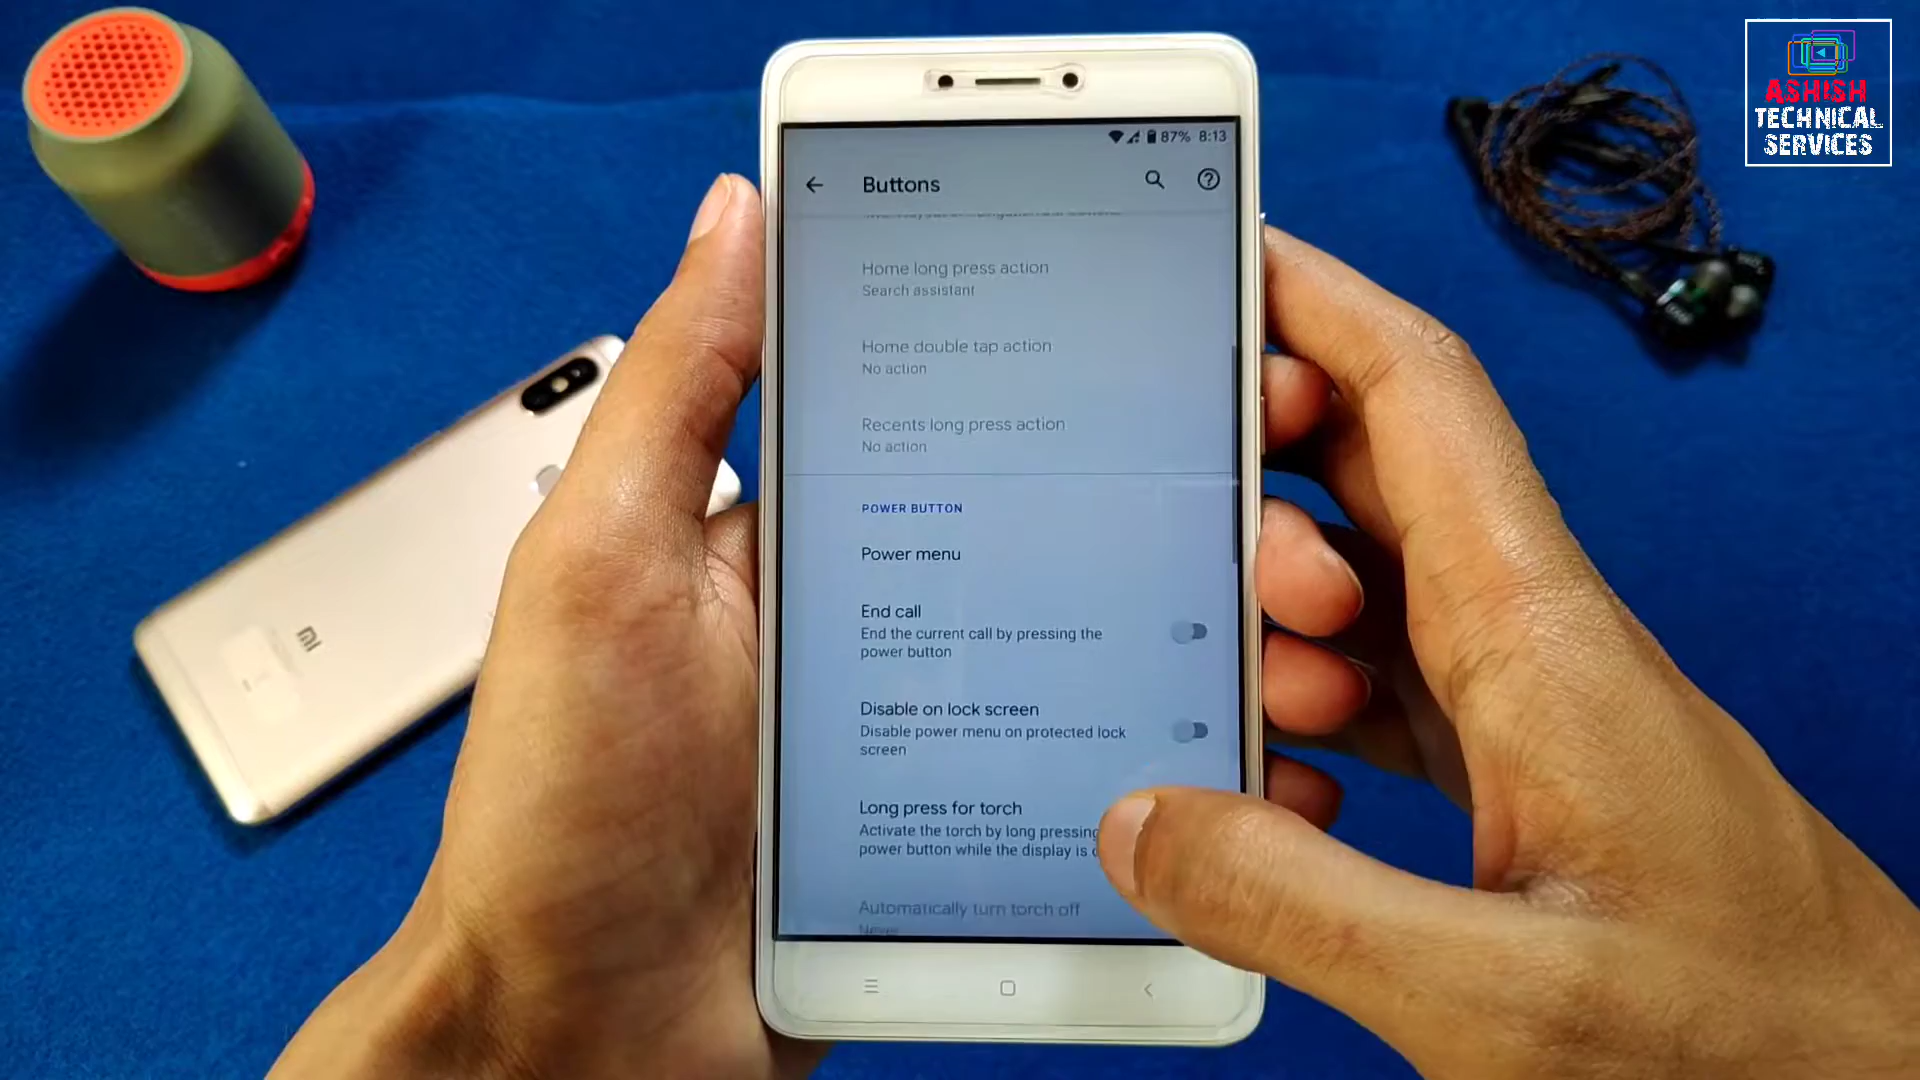 ASHISH
TECHNICAL
SERVICES
87% 8:13
Buttons
Home long press action
Search assistant
Home double tap action
No action
Recents long press action
No action
POWER BUTTON
Power menu
End call
End the current call by pressing the
power button
Disable on lock screen
Disable power menu on protected lock
screen
Long press for torch
Activate the torch by long pressing
power button while the display is
Automatically turn torch off
Never
mi